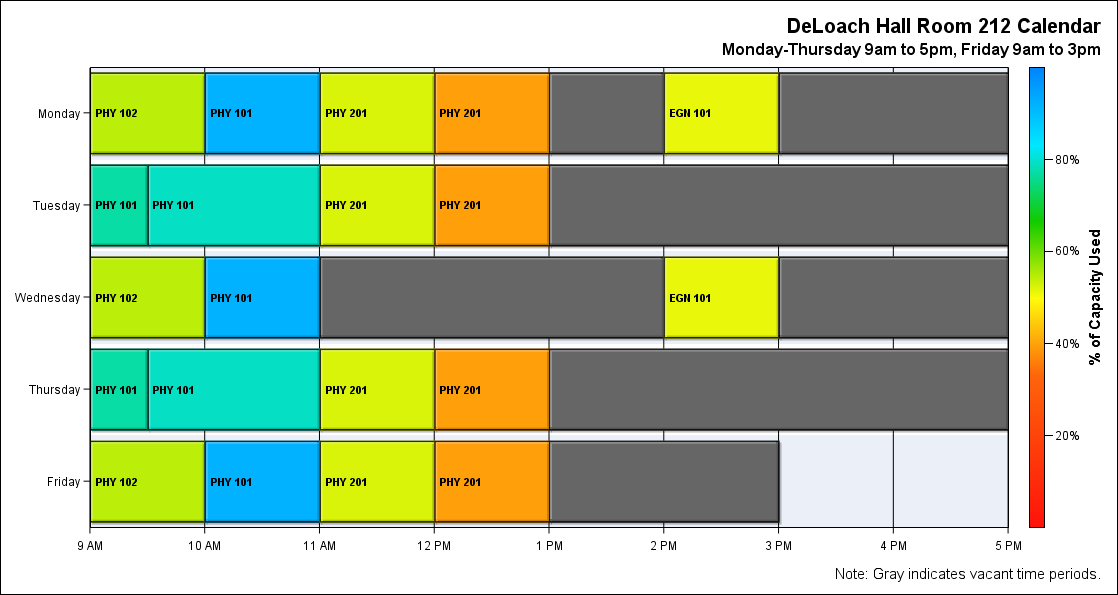 DeLoach Hall Room 212 Calendar
Monday-Thursday 9am to 5pm, Friday 9am to 3pm
Monday
PHY 102
PHY 101
PHY 201
PHY 201
EGN 101
Tuesday
PHY 101
PHY 101
PHY 201
PHY 201
Wednesday
PHY 102
PHY 101
EGN 101
Thursday
PHY 101
PHY 101
PHY 201
PHY 201
Friday
PHY 102
PHY 101
PHY 201
PHY 201
9 AM
10 AM
11 AM
12 PM
1 PM
2 PM
3 PM
4 PM
5 PM
80%
60%
40%
20%
% of Capacity Used
Note: Gray indicates vacant time periods.